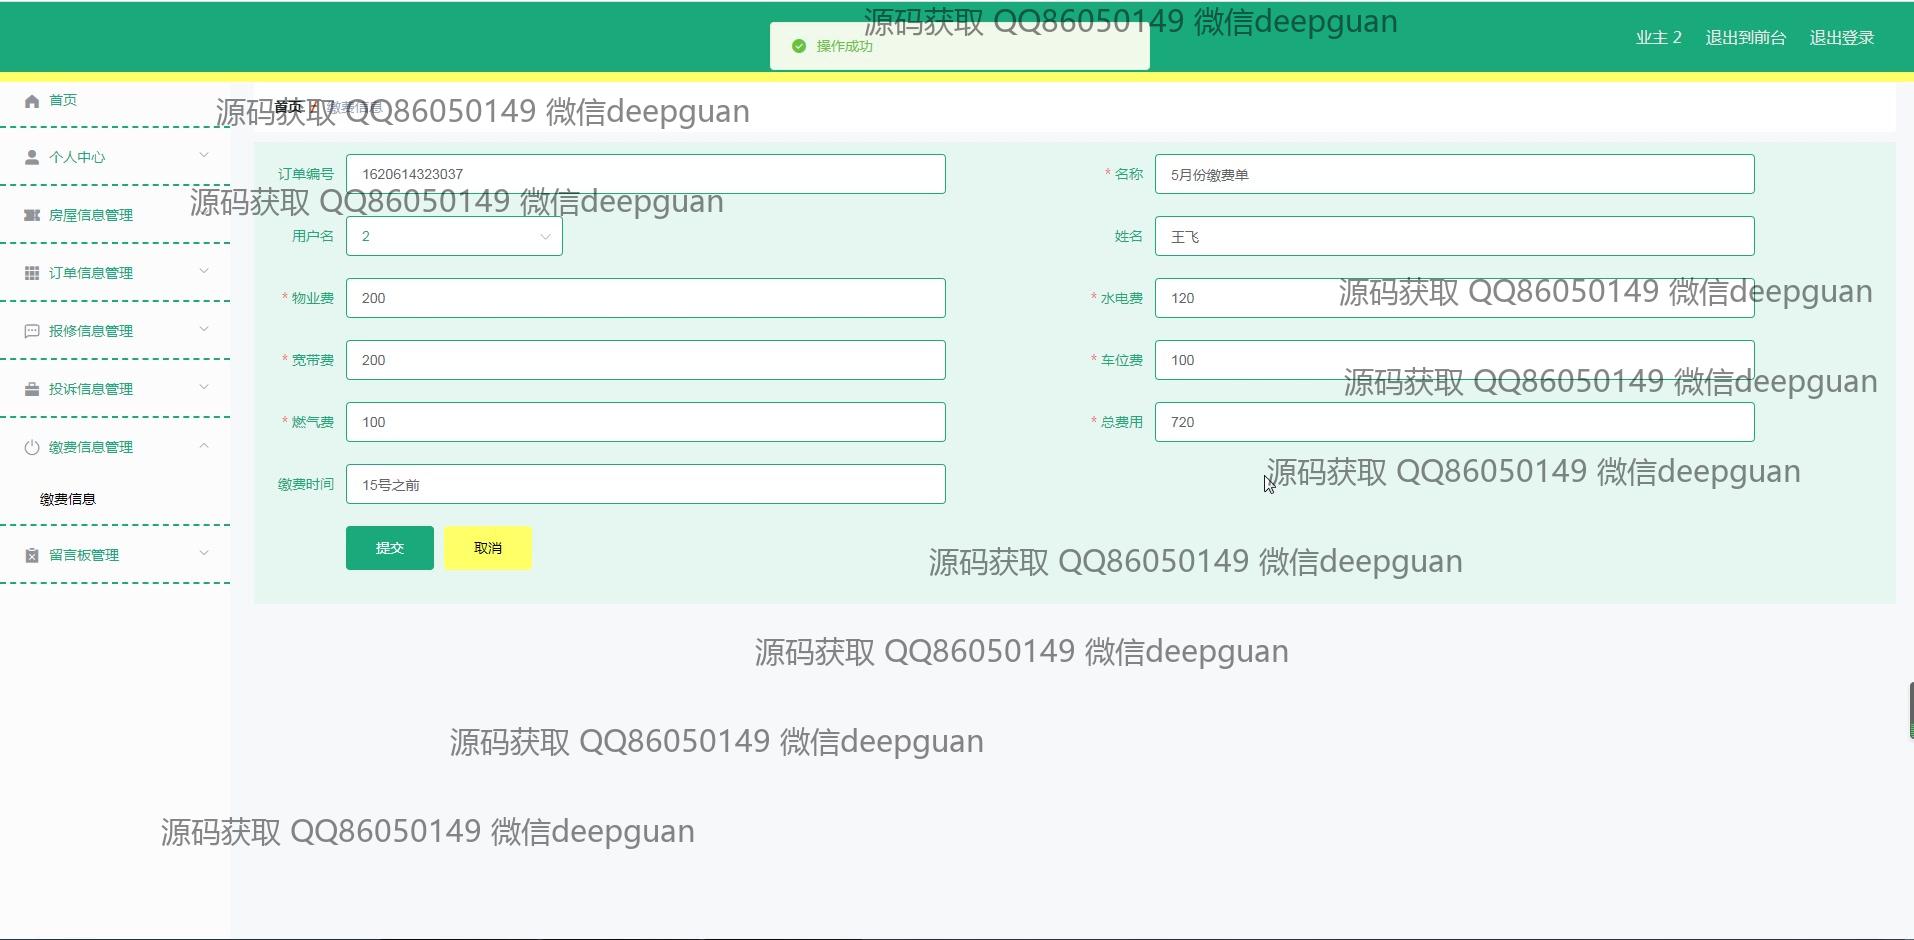 源码获取 QQ86050149 微信deepguan
操作成功
业主 2 退出到前台 退出登录
首页
首页 / 缴费信息
源码获取 QQ86050149 微信deepguan
个人中心
订单编号 1620614323037
* 名称 5月份缴费单
源码获取 QQ86050149 微信deepguan
房屋信息管理
用户名 2
姓名 王飞
订单信息管理
* 物业费 200
* 水电费 120
源码获取 QQ86050149 微信deepguan
报修信息管理
* 宽带费 200
* 车位费 100
源码获取 QQ86050149 微信deepguan
投诉信息管理
* 燃气费 100
* 总费用 720
缴费信息管理
源码获取 QQ86050149 微信deepguan
缴费时间 15号之前
缴费信息
提交 取消
留言板管理
源码获取 QQ86050149 微信deepguan
源码获取 QQ86050149 微信deepguan
源码获取 QQ86050149 微信deepguan
源码获取 QQ86050149 微信deepguan